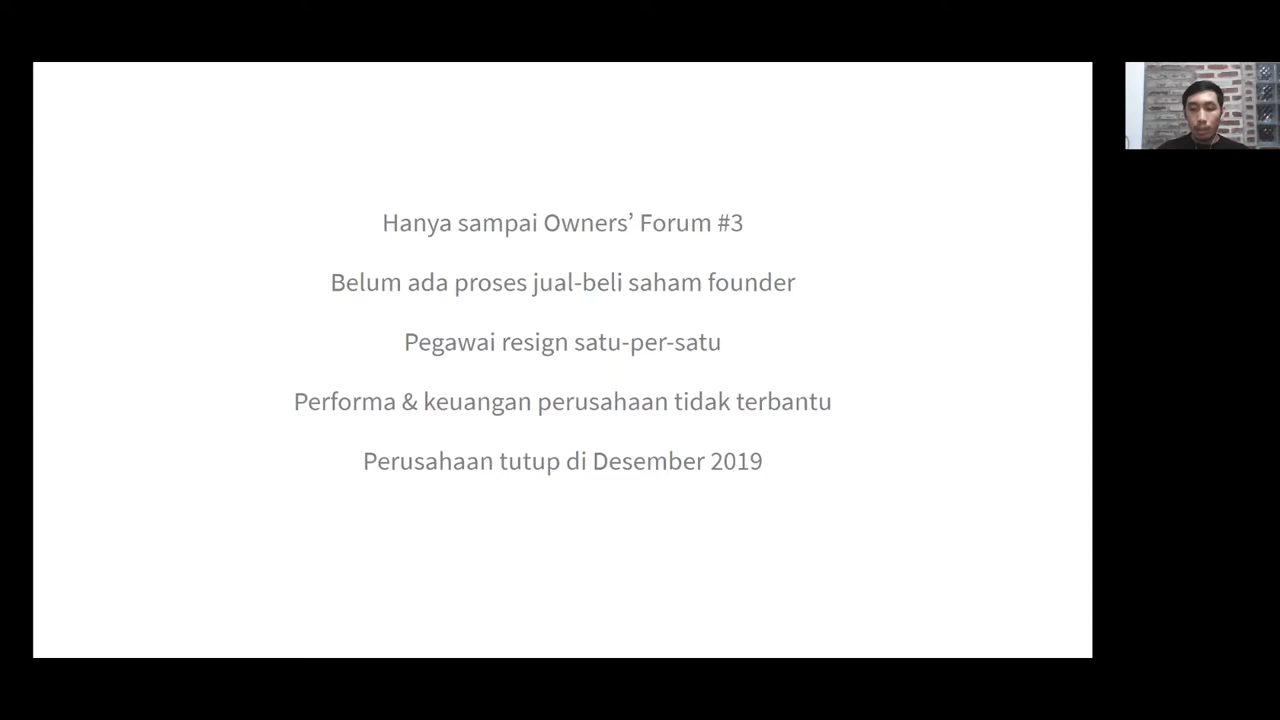 Hanya sampai Owners’ Forum #3
Belum ada proses jual-beli saham founder
Pegawai resign satu-per-satu
Performa & keuangan perusahaan tidak terbantu
Perusahaan tutup di Desember 2019